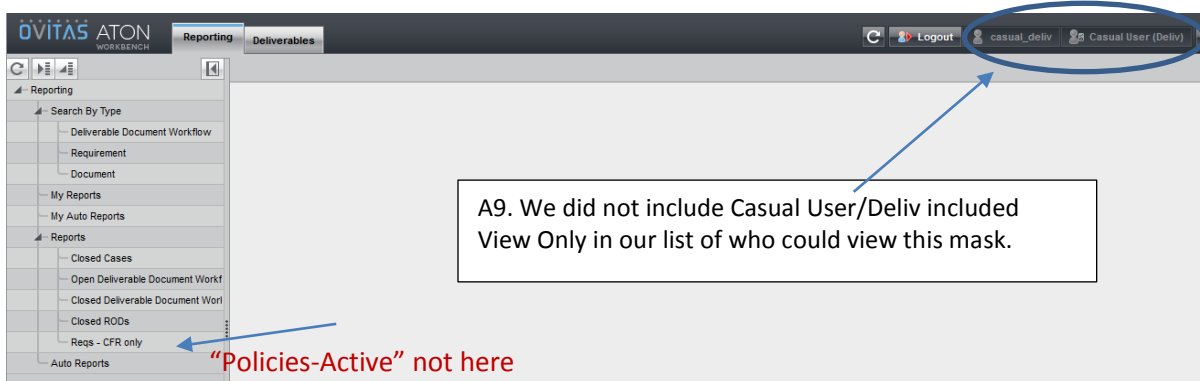 OVITAS ATON
WORKBENCH
Reporting
Deliverables
Logout
casual_deliv
Casual User (Deliv)
Reporting
Search By Type
Deliverable Document Workflow
Requirement
Document
My Reports
My Auto Reports
Reports
Closed Cases
Open Deliverable Document Workf
Closed Deliverable Document Worl
Closed RODs
Reqs - CFR only
Auto Reports
A9. We did not include Casual User/Deliv included
View Only in our list of who could view this mask.
“Policies-Active” not here